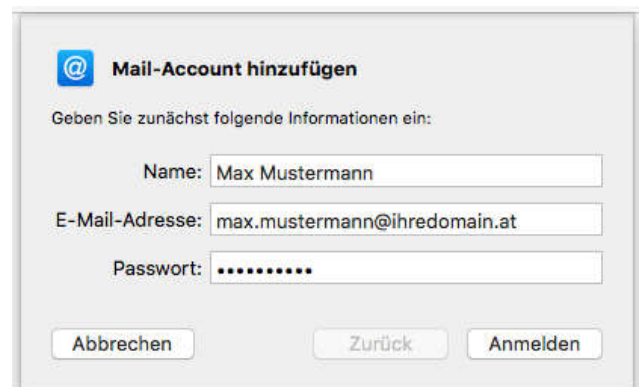 Mail-Account hinzufügen
Geben Sie zunächst folgende Informationen ein:
Name: Max Mustermann
E-Mail-Adresse: max.mustermann@ihredomain.at
Passwort: ••••••••••
Abbrechen Zurück Anmelden